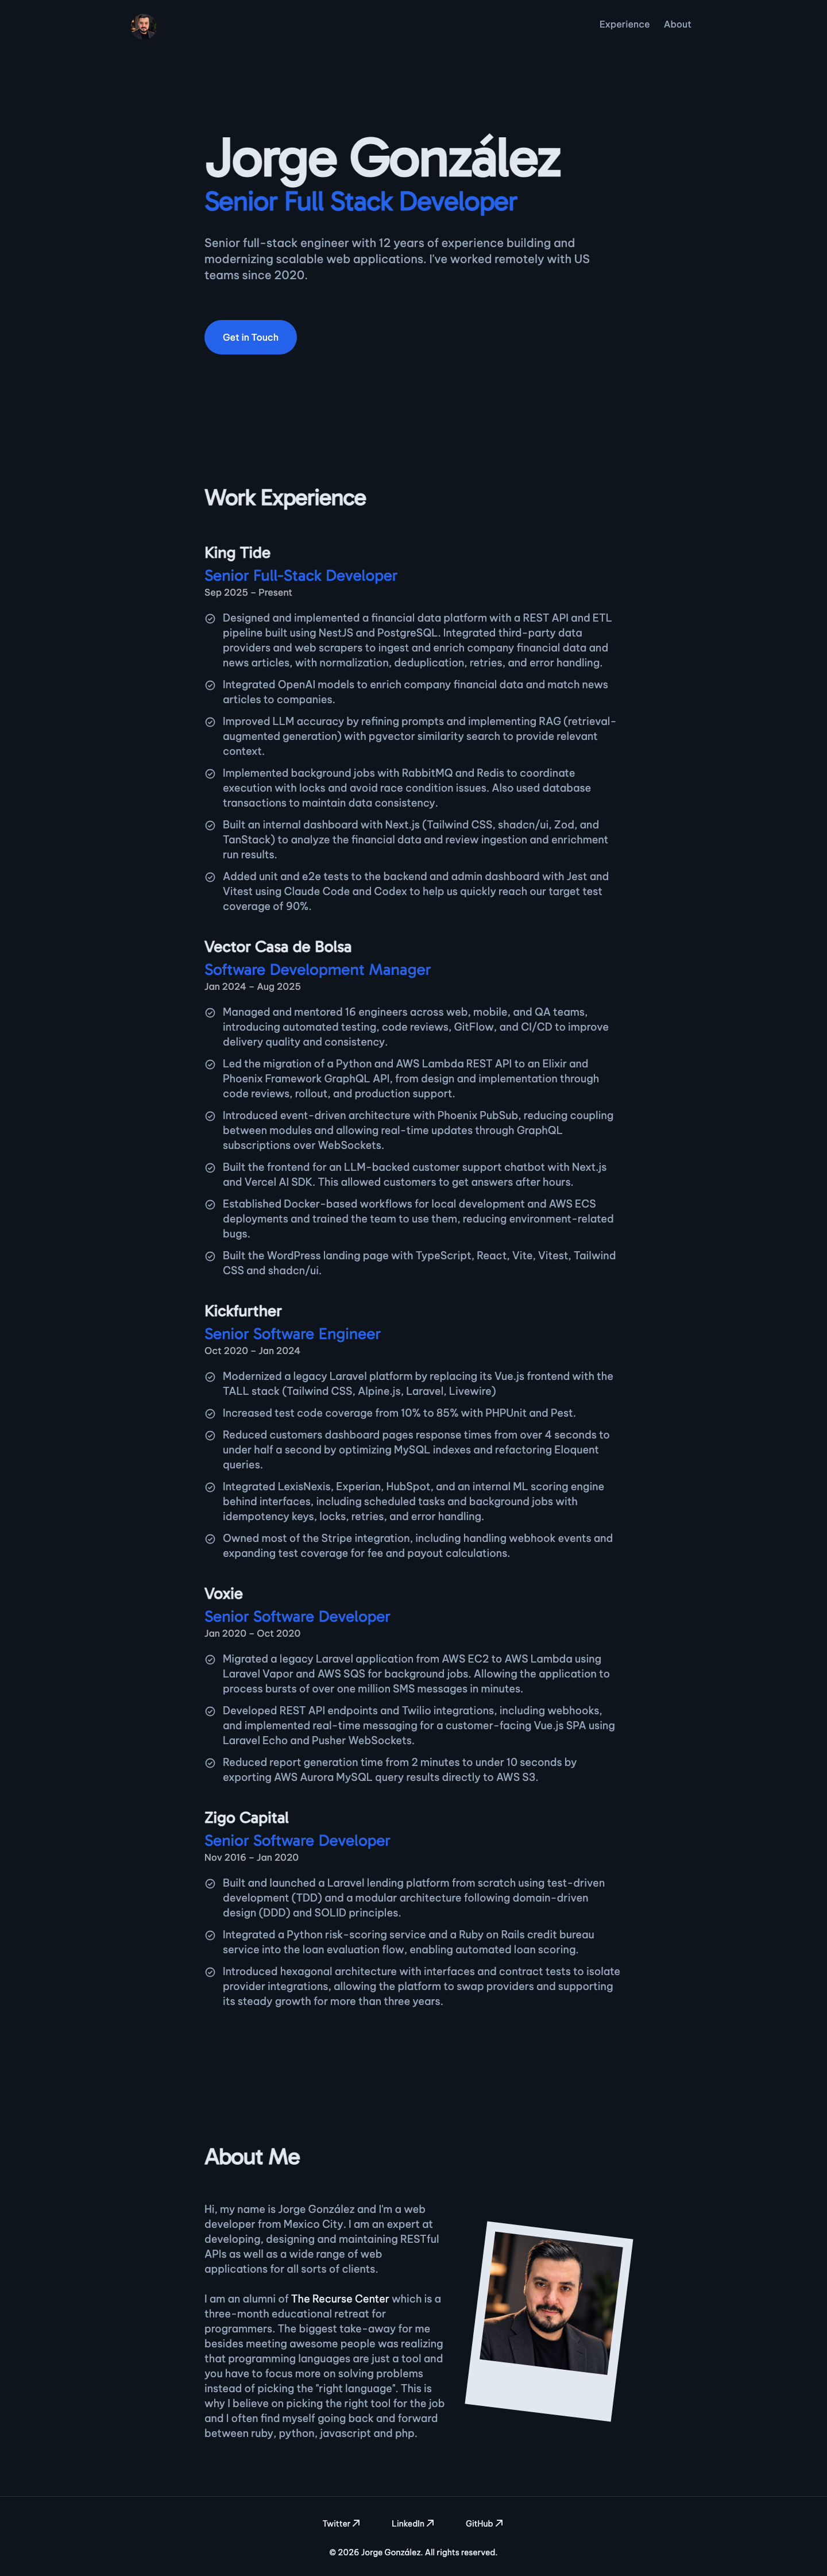 Experience About
Jorge González
Senior Full Stack Developer
Senior full-stack engineer with 12 years of experience building and
modernizing scalable web applications. I've worked remotely with US
teams since 2020.
Get in Touch
Work Experience
King Tide
Senior Full-Stack Developer
Sep 2025 – Present
Designed and implemented a financial data platform with a REST API and ETL
pipeline built using NestJS and PostgreSQL. Integrated third-party data
providers and web scrapers to ingest and enrich company financial data and
news articles, with normalization, deduplication, retries, and error handling.
Integrated OpenAI models to enrich company financial data and match news
articles to companies.
Improved LLM accuracy by refining prompts and implementing RAG (retrieval-
augmented generation) with pgvector similarity search to provide relevant
context.
Implemented background jobs with RabbitMQ and Redis to coordinate
execution with locks and avoid race condition issues. Also used database
transactions to maintain data consistency.
Built an internal dashboard with Next.js (Tailwind CSS, shadcn/ui, Zod, and
TanStack) to analyze the financial data and review ingestion and enrichment
run results.
Added unit and e2e tests to the backend and admin dashboard with Jest and
Vitest using Claude Code and Codex to help us quickly reach our target test
coverage of 90%.
Vector Casa de Bolsa
Software Development Manager
Jan 2024 – Aug 2025
Managed and mentored 16 engineers across web, mobile, and QA teams,
introducing automated testing, code reviews, GitFlow, and CI/CD to improve
delivery quality and consistency.
Led the migration of a Python and AWS Lambda REST API to an Elixir and
Phoenix Framework GraphQL API, from design and implementation through
code reviews, rollout, and production support.
Introduced event-driven architecture with Phoenix PubSub, reducing coupling
between modules and allowing real-time updates through GraphQL
subscriptions over WebSockets.
Built the frontend for an LLM-backed customer support chatbot with Next.js
and Vercel AI SDK. This allowed customers to get answers after hours.
Established Docker-based workflows for local development and AWS ECS
deployments and trained the team to use them, reducing environment-related
bugs.
Built the WordPress landing page with TypeScript, React, Vite, Vitest, Tailwind
CSS and shadcn/ui.
Kickfurther
Senior Software Engineer
Oct 2020 – Jan 2024
Modernized a legacy Laravel platform by replacing its Vue.js frontend with the
TALL stack (Tailwind CSS, Alpine.js, Laravel, Livewire)
Increased test code coverage from 10% to 85% with PHPUnit and Pest.
Reduced customers dashboard pages response times from over 4 seconds to
under half a second by optimizing MySQL indexes and refactoring Eloquent
queries.
Integrated LexisNexis, Experian, HubSpot, and an internal ML scoring engine
behind interfaces, including scheduled tasks and background jobs with
idempotency keys, locks, retries, and error handling.
Owned most of the Stripe integration, including handling webhook events and
expanding test coverage for fee and payout calculations.
Voxie
Senior Software Developer
Jan 2020 – Oct 2020
Migrated a legacy Laravel application from AWS EC2 to AWS Lambda using
Laravel Vapor and AWS SQS for background jobs. Allowing the application to
process bursts of over one million SMS messages in minutes.
Developed REST API endpoints and Twilio integrations, including webhooks,
and implemented real-time messaging for a customer-facing Vue.js SPA using
Laravel Echo and Pusher WebSockets.
Reduced report generation time from 2 minutes to under 10 seconds by
exporting AWS Aurora MySQL query results directly to AWS S3.
Zigo Capital
Senior Software Developer
Nov 2016 – Jan 2020
Built and launched a Laravel lending platform from scratch using test-driven
development (TDD) and a modular architecture following domain-driven
design (DDD) and SOLID principles.
Integrated a Python risk-scoring service and a Ruby on Rails credit bureau
service into the loan evaluation flow, enabling automated loan scoring.
Introduced hexagonal architecture with interfaces and contract tests to isolate
provider integrations, allowing the platform to swap providers and supporting
its steady growth for more than three years.
About Me
Hi, my name is Jorge González and I'm a web
developer from Mexico City. I am an expert at
developing, designing and maintaining RESTful
APIs as well as a wide range of web
applications for all sorts of clients.
I am an alumni of The Recurse Center which is a
three-month educational retreat for
programmers. The biggest take-away for me
besides meeting awesome people was realizing
that programming languages are just a tool and
you have to focus more on solving problems
instead of picking the "right language". This is
why I believe on picking the right tool for the job
and I often find myself going back and forward
between ruby, python, javascript and php.
Twitter LinkedIn GitHub
© 2026 Jorge González. All rights reserved.